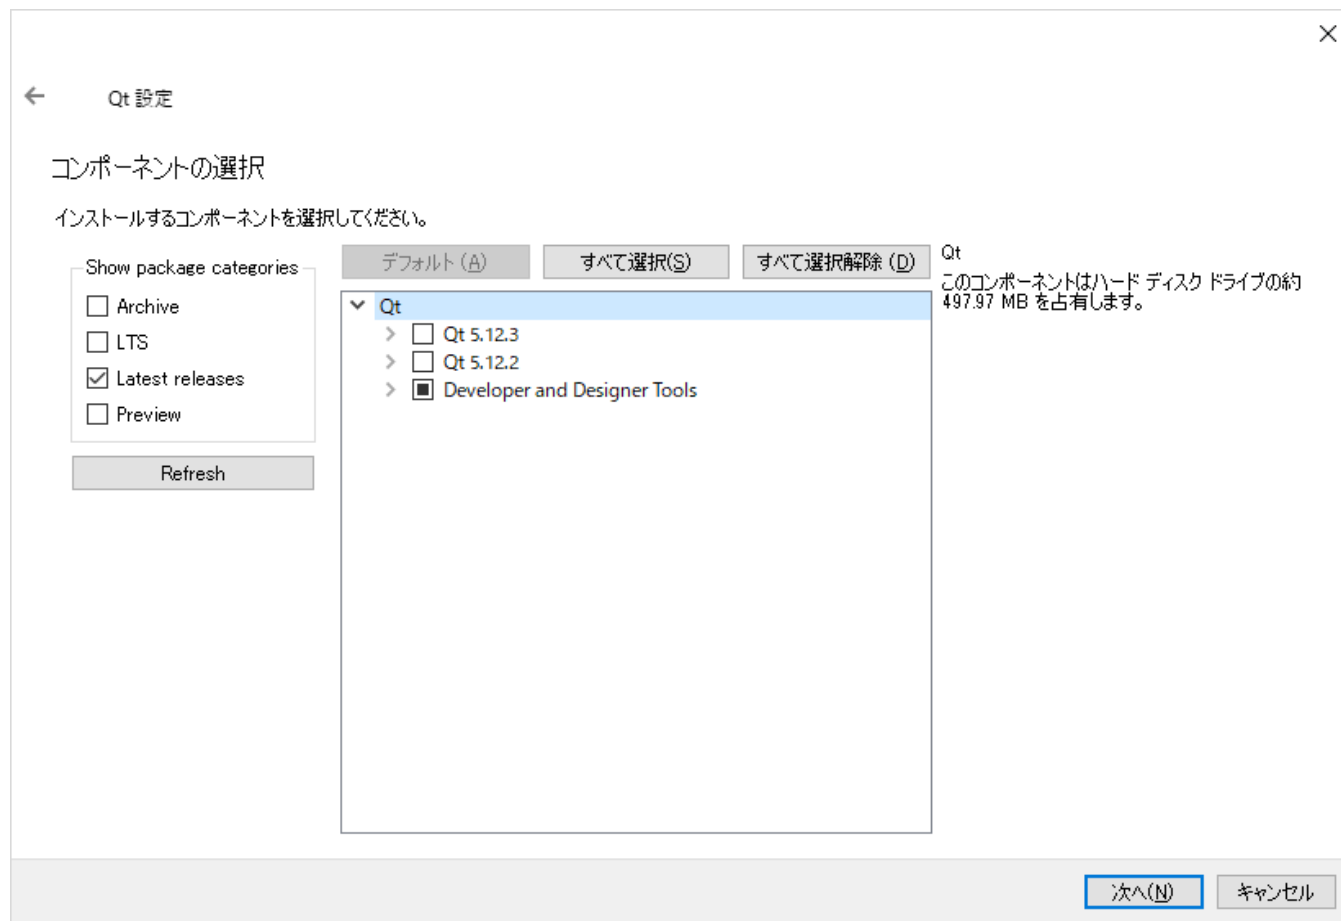 Qt 設定
コンポーネントの選択
インストールするコンポーネントを選択してください。
Show package categories
Archive
LTS
Latest releases
Preview
Refresh
デフォルト (A)
すべて選択(S)
すべて選択解除 (D)
Qt
Qt 5.12.3
Qt 5.12.2
Developer and Designer Tools
Qt
このコンポーネントはハード ディスク ドライブの約
497.97 MB を占有します。
次へ(N)
キャンセル